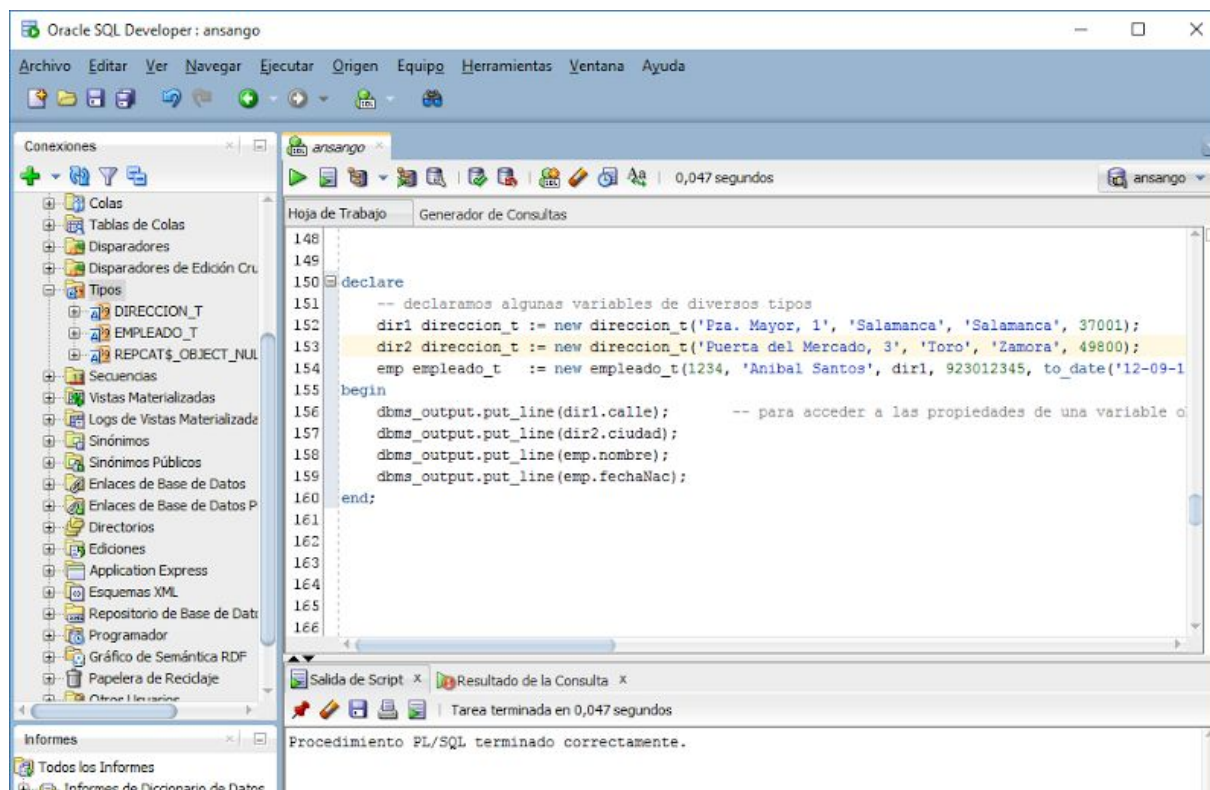 Oracle SQL Developer : ansango
Archivo Editar Ver Navegar Ejecutar Origen Equipo Herramientas Ventana Ayuda
Conexiones
Colas
Tablas de Colas
Disparadores
Disparadores de Edición Cru
Tipos
DIRECCION_T
EMPLEADO_T
REPCAT$_OBJECT_NUL
Secuencias
Vistas Materializadas
Logs de Vistas Materializada
Sinónimos
Sinónimos Públicos
Enlaces de Base de Datos
Enlaces de Base de Datos P
Directorios
Ediciones
Application Express
Esquemas XML
Repositorio de Base de Dato
Programador
Gráfico de Semántica RDF
Papelera de Reciclaje
Otros Usuarios
Informes
Todos los Informes
Informes de Diccionario de Datos
ansango
0,047 segundos
ansango
Hoja de Trabajo Generador de Consultas
148
149
150 declare
151 -- declaramos algunas variables de diversos tipos
152 dir1 direccion_t := new direccion_t('Pza. Mayor, 1', 'Salamanca', 'Salamanca', 37001);
153 dir2 direccion_t := new direccion_t('Puerta del Mercado, 3', 'Toro', 'Zamora', 49800);
154 emp empleado_t := new empleado_t(1234, 'Anibal Santos', dir1, 923012345, to_date('12-09-1
155 begin
156 dbms_output.put_line(dir1.calle); -- para acceder a las propiedades de una variable o
157 dbms_output.put_line(dir2.ciudad);
158 dbms_output.put_line(emp.nombre);
159 dbms_output.put_line(emp.fechaNac);
160 end;
161
162
163
164
165
166
Salida de Script Resultado de la Consulta
Tarea terminada en 0,047 segundos
Procedimiento PL/SQL terminado correctamente.